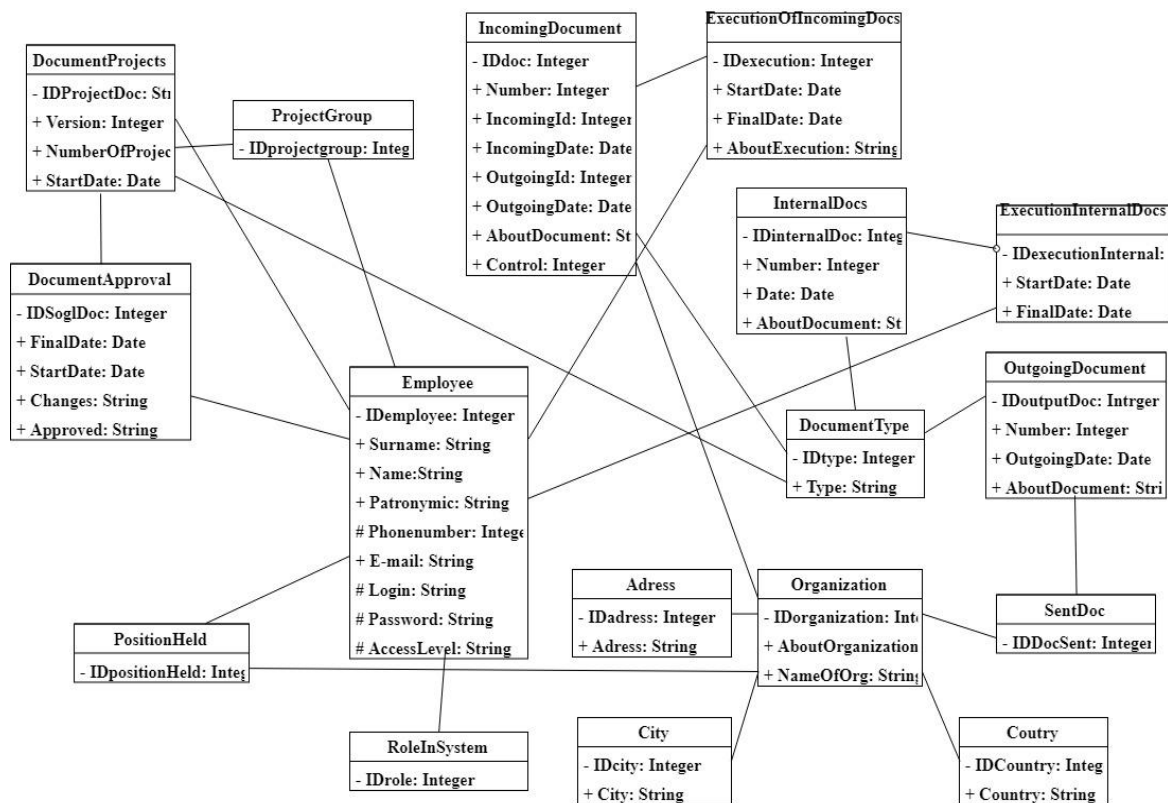 DocumentProjects
- IDProjectDoc: Str
+ Version: Integer
+ NumberOfProjec
+ StartDate: Date
ProjectGroup
- IDprojectgroup: Integ
IncomingDocument
- IDdoc: Integer
+ Number: Integer
+ IncomingId: Integer
+ IncomingDate: Date
+ OutgoingId: Integer
+ OutgoingDate: Date
+ AboutDocument: St
+ Control: Integer
ExecutionOfIncomingDocs
- IDexecution: Integer
+ StartDate: Date
+ FinalDate: Date
+ AboutExecution: String
InternalDocs
- IDinternalDoc: Integ
+ Number: Integer
+ Date: Date
+ AboutDocument: St
ExecutionInternalDocs
- IDexecutionInternal:
+ StartDate: Date
+ FinalDate: Date
DocumentApproval
- IDSoglDoc: Integer
+ FinalDate: Date
+ StartDate: Date
+ Changes: String
+ Approved: String
Employee
- IDemployee: Integer
+ Surname: String
+ Name:String
+ Patronymic: String
# Phonenumber: Intege
+ E-mail: String
# Login: String
# Password: String
# AccessLevel: String
DocumentType
- IDtype: Integer
+ Type: String
OutgoingDocument
- IDoutputDoc: Intrger
+ Number: Integer
+ OutgoingDate: Date
+ AboutDocument: Stri
PositionHeld
- IDpositionHeld: Integ
Adress
- IDadress: Integer
+ Adress: String
Organization
- IDorganization: Inte
+ AboutOrganization
+ NameOfOrg: String
SentDoc
- IDDocSent: Integer
RoleInSystem
- IDrole: Integer
City
- IDcity: Integer
+ City: String
Coutry
- IDCountry: Integ
+ Country: String